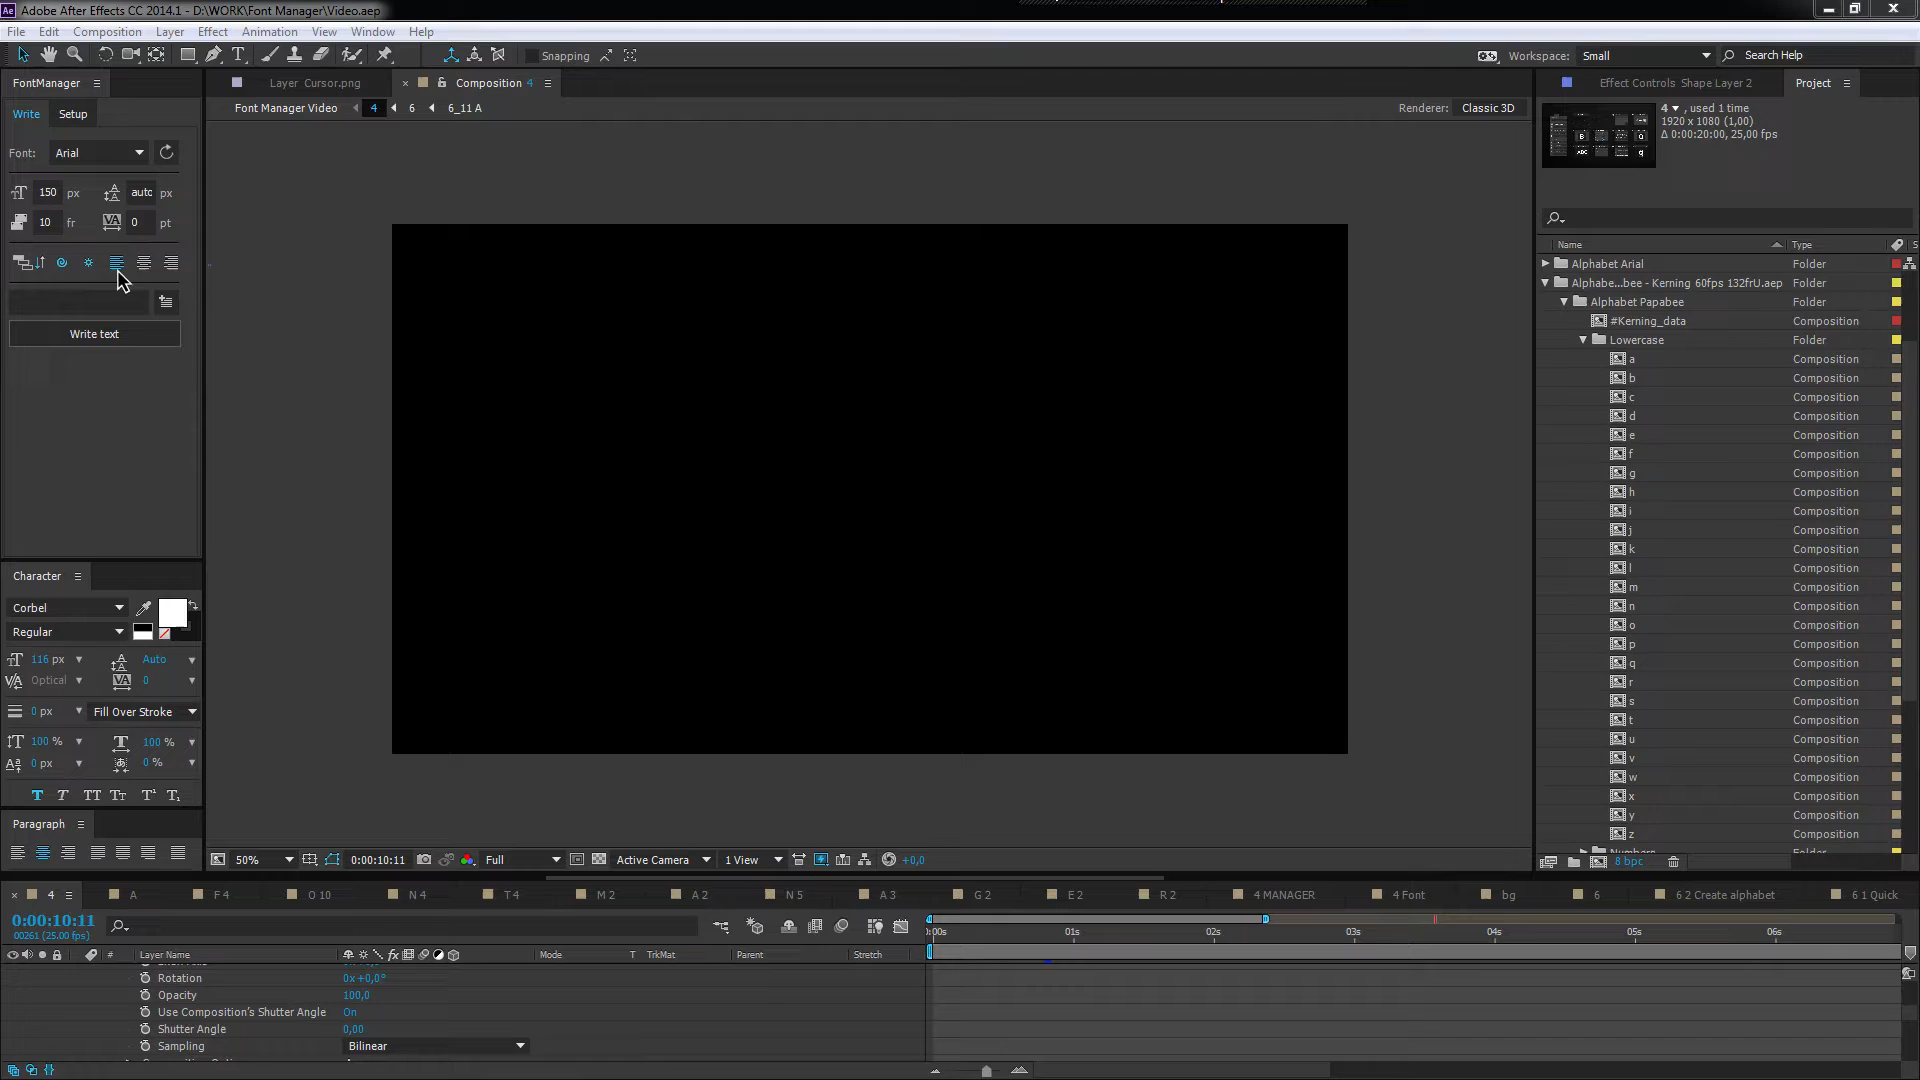 Adobe After Effects CC 2014.1 - D:\WORK\Font Manager\Video.aep
File Edit Composition Layer Effect Animation View Window Help
Snapping
Workspace: Small
Search Help
FontManager
Layer Cursor.png
Composition 4
Effect Controls Shape Layer 2
Project
Write Setup
Font Manager Video 4 6 6_11 A
Renderer: Classic 3D
4 , used 1 time
1920 x 1080 (1,00)
Δ 0:00:20:00, 25,00 fps
Font: Arial
150 px auto px
10 fr 0 pt
Write text
Name Type
Alphabet Arial Folder
Alphabe...bee - Kerning 60fps 132frU.aep Folder
Alphabet Papabee Folder
#Kerning_data Composition
Lowercase Folder
a Composition
b Composition
c Composition
d Composition
e Composition
f Composition
g Composition
h Composition
i Composition
j Composition
k Composition
l Composition
m Composition
n Composition
o Composition
p Composition
q Composition
r Composition
s Composition
t Composition
u Composition
v Composition
w Composition
x Composition
y Composition
z Composition
Numbers Folder
8 bpc
Character
Corbel
Regular
116 px Auto
Optical 0
0 px Fill Over Stroke
100 % 100 %
0 px 0 %
Paragraph
50% 0:00:10:11 Full Active Camera 1 View +0,0
4 A F 4 O 10 N 4 T 4 M 2 A 2 N 5 A 3 G 2 E 2 R 2 4 MANAGER 4 Font bg 6 6 2 Create alphabet 6 1 Quick
0:00:10:11
00261 (25.00 fps)
:00s 01s 02s 03s 04s 05s 06s
# Layer Name Mode T TrkMat Parent Stretch
Rotation 0x+0,0°
Opacity 100,0
Use Composition's Shutter Angle On
Shutter Angle 0,00
Sampling Bilinear